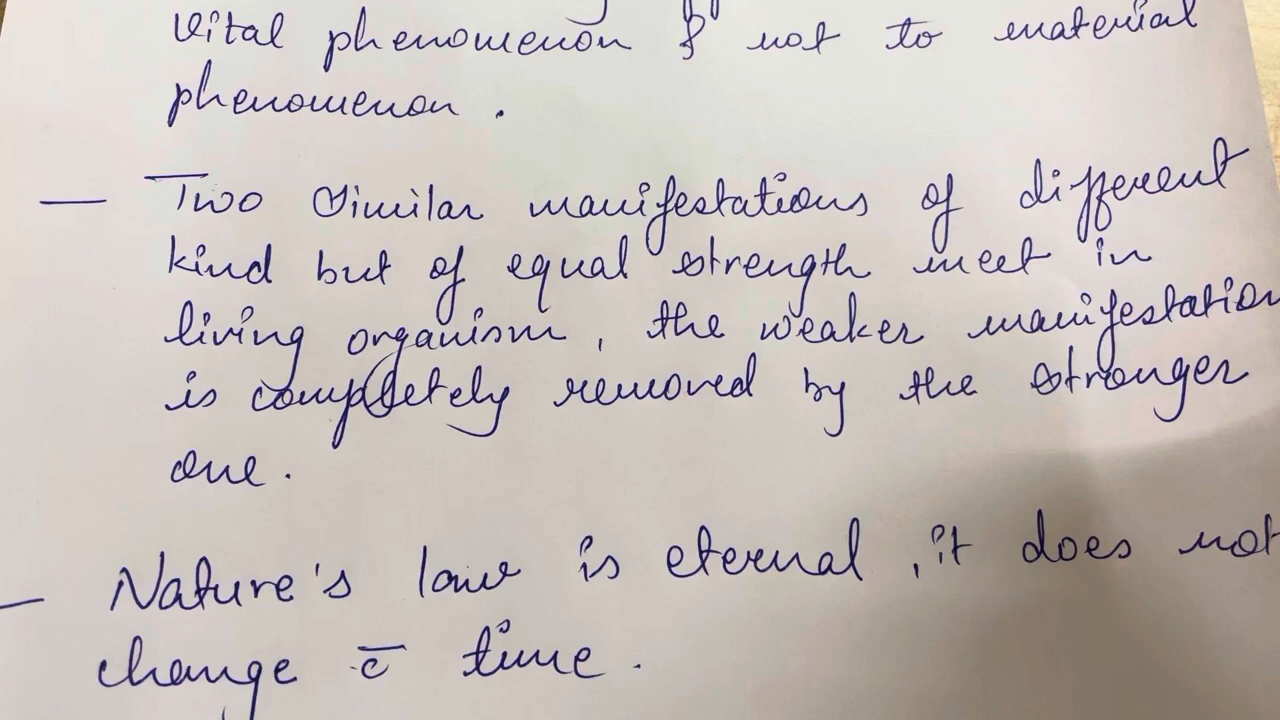 vital phenomenon & not to material
phenomenon.
— Two similar manifestations of different
kind but of equal strength meet in
living organism, the weaker manifestation
is completely removed by the stronger
one.
— Nature's law is eternal, it does not
change c̄ time.